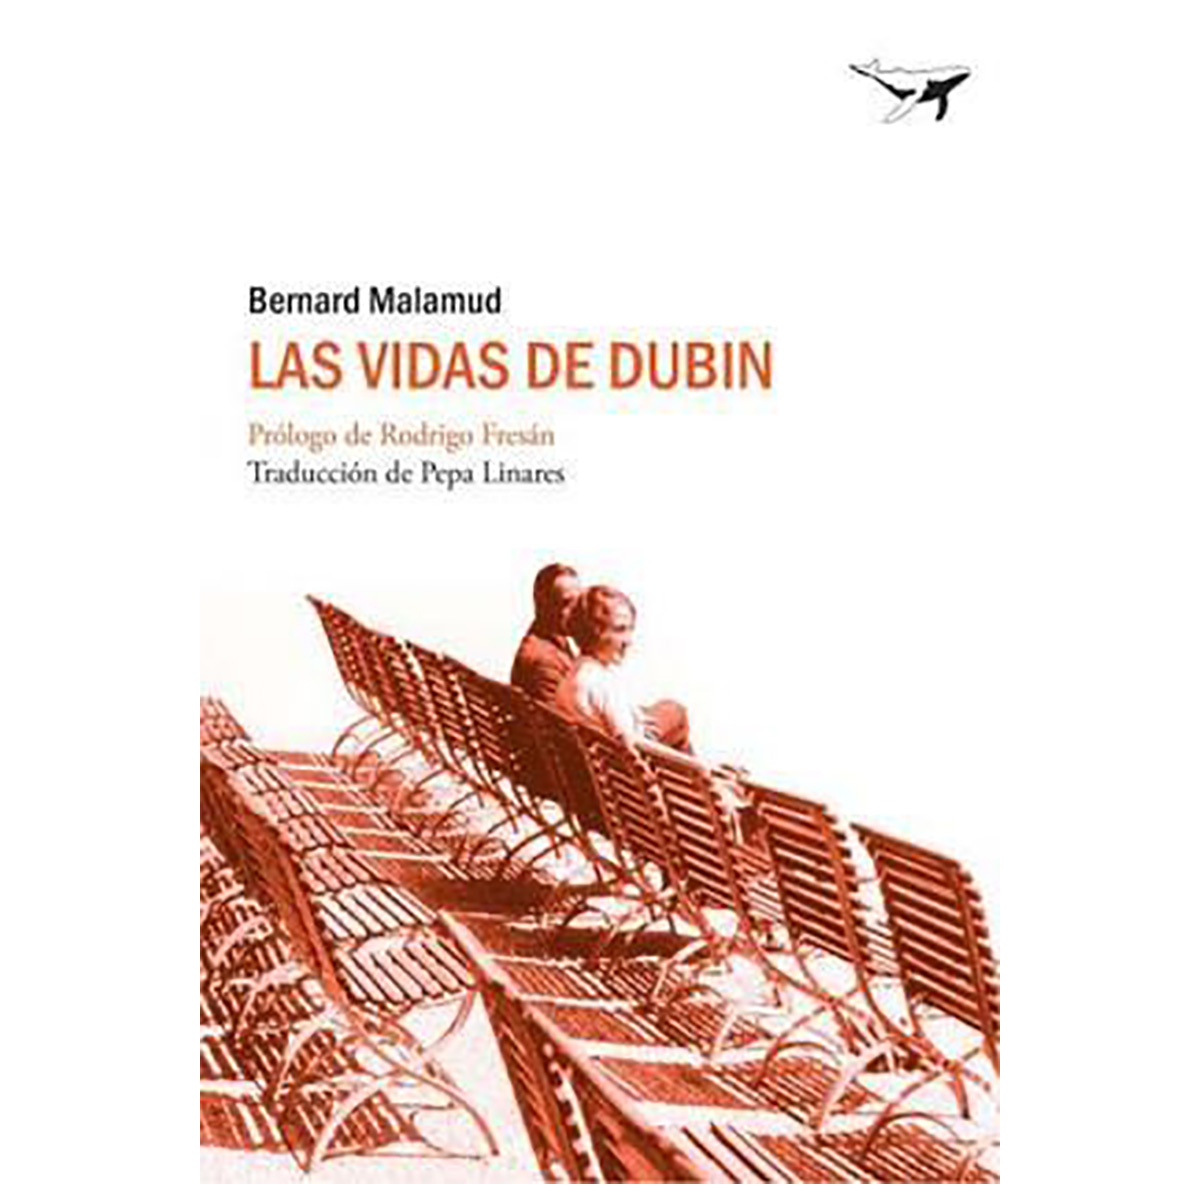 Bernard Malamud
LAS VIDAS DE DUBIN
Prólogo de Rodrigo Fresán
Traducción de Pepa Linares